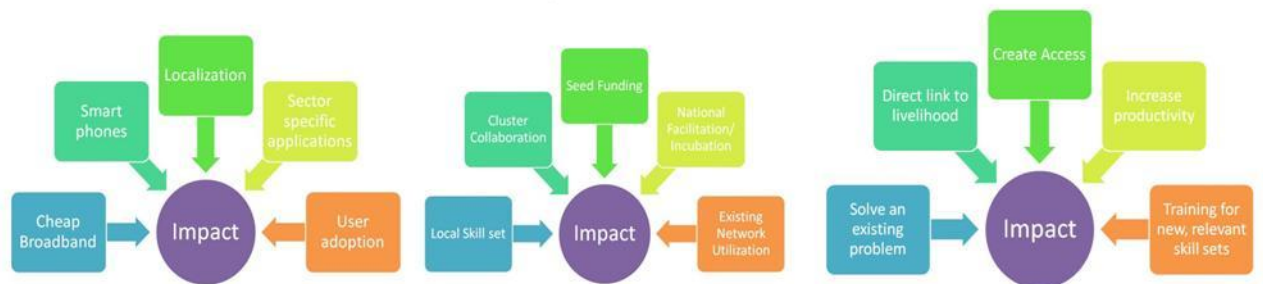 Cheap
Broadband
Smart
phones
Localization
Sector
specific
applications
User
adoption
Impact
Local Skill set
Cluster
Collaboration
Seed Funding
National
Facilitation/
Incubation
Existing
Network
Utilization
Impact
Solve an
existing
problem
Direct link to
livelihood
Create Access
Increase
productivity
Training for
new, relevant
skill sets
Impact